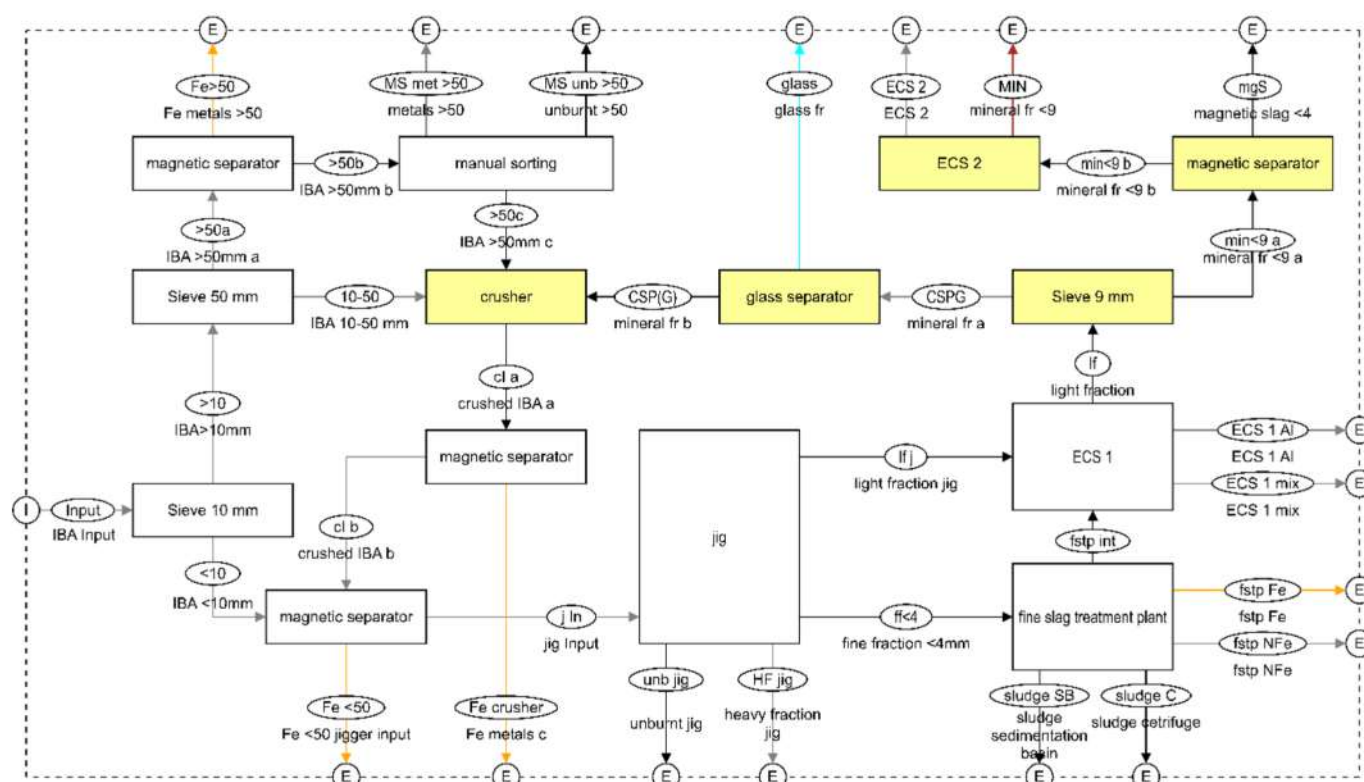 E E E E E E E
Fe>50 MS met >50 MS unb >50 glass ECS 2 MIN mgS
Fe metals >50 metals >50 unburnt >50 glass fr ECS 2 mineral fr <9 magnetic slag <4
magnetic separator >50b manual sorting ECS 2 min<9 b magnetic separator
IBA >50mm b mineral fr <9 b
>50a >50c min<9 a
IBA >50mm a IBA >50mm c mineral fr <9 a
Sieve 50 mm 10-50 crusher CSP(G) glass separator CSPG Sieve 9 mm
IBA 10-50 mm mineral fr b mineral fr a
lf
light fraction
cl a
crushed IBA a
>10
IBA>10mm
magnetic separator lf j ECS 1 ECS 1 Al E
light fraction jig ECS 1 Al
I Input Sieve 10 mm ECS 1 mix E
IBA Input ECS 1 mix
cl b jig fstp int
crushed IBA b
<10
IBA <10mm
magnetic separator j In ff<4 fine slag treatment plant fstp Fe E
jig Input fine fraction <4mm fstp Fe
fstp NFe E
fstp NFe
unb jig HF jig sludge SB sludge C
unburnt jig heavy fraction
jig
sludge
sedimentation
basin
sludge cetrifuge
Fe <50 Fe crusher
Fe <50 jigger input Fe metals c
E E E E E E